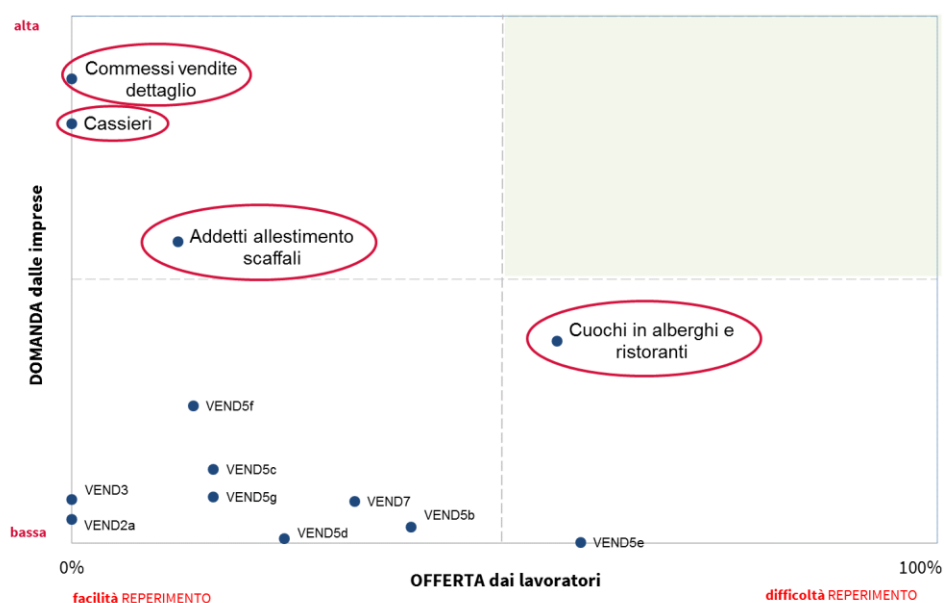 alta
Commessi vendite
dettaglio
Cassieri
Addetti allestimento
scaffali
DOMANDA dalle imprese
Cuochi in alberghi e
ristoranti
VEND5f
VEND5c
VEND3
VEND5g
VEND7
VEND2a
VEND5b
bassa
VEND5d
VEND5e
0%
OFFERTA dai lavoratori
100%
facilità REPERIMENTO
difficoltà REPERIMENTO